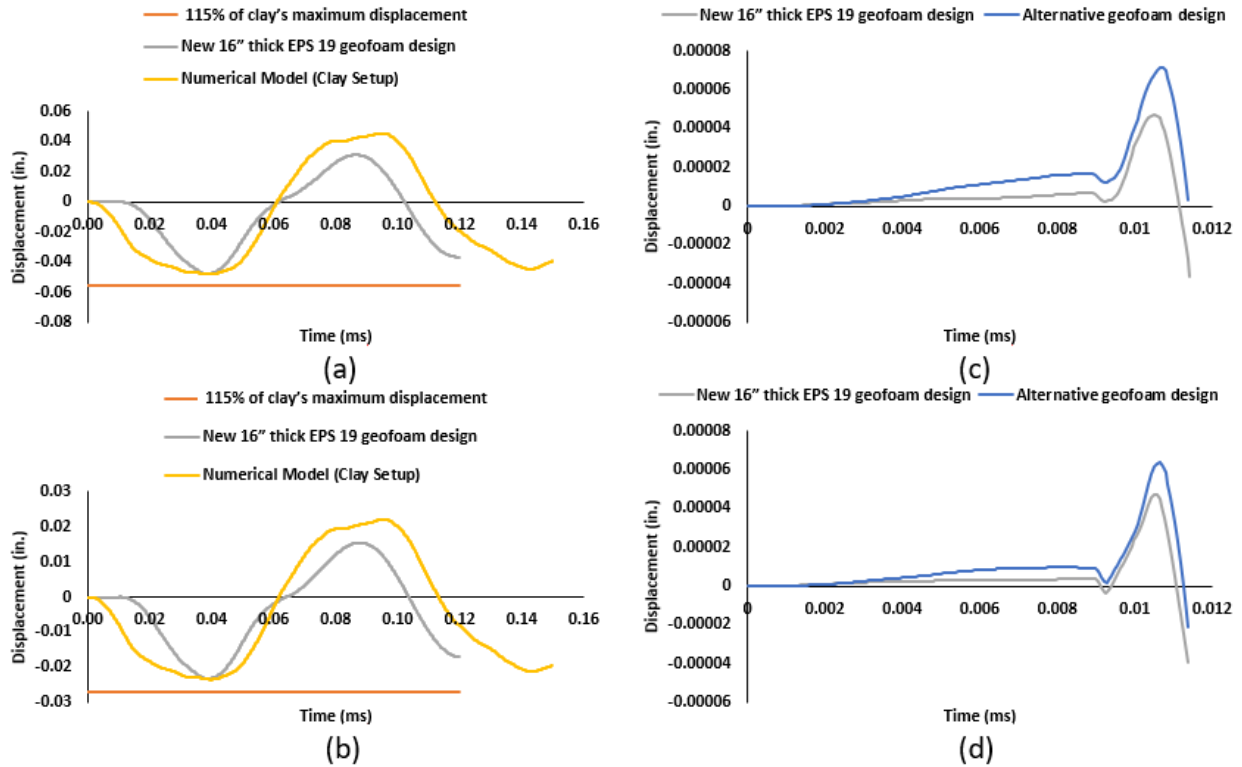 115% of clay’s maximum displacement
New 16” thick EPS 19 geofoam design
Numerical Model (Clay Setup)
0.06
0.04
0.02
0
-0.02
-0.04
-0.06
-0.08
0.00 0.02 0.04 0.06 0.08 0.10 0.12 0.14 0.16
Displacement (in.)
Time (ms)
(a)
New 16” thick EPS 19 geofoam design Alternative geofoam design
0.00008
0.00006
0.00004
0.00002
0
-0.00002
-0.00004
-0.00006
0 0.002 0.004 0.006 0.008 0.01 0.012
Displacement (in.)
Time (ms)
(c)
115% of clay’s maximum displacement
New 16” thick EPS 19 geofoam design
Numerical Model (Clay Setup)
0.03
0.02
0.01
0
-0.01
-0.02
-0.03
0.00 0.02 0.04 0.06 0.08 0.10 0.12 0.14 0.16
Displacement (in.)
Time (ms)
(b)
New 16” thick EPS 19 geofoam design Alternative geofoam design
0.00008
0.00006
0.00004
0.00002
0
-0.00002
-0.00004
-0.00006
0 0.002 0.004 0.006 0.008 0.01 0.012
Displacement (in.)
Time (ms)
(d)